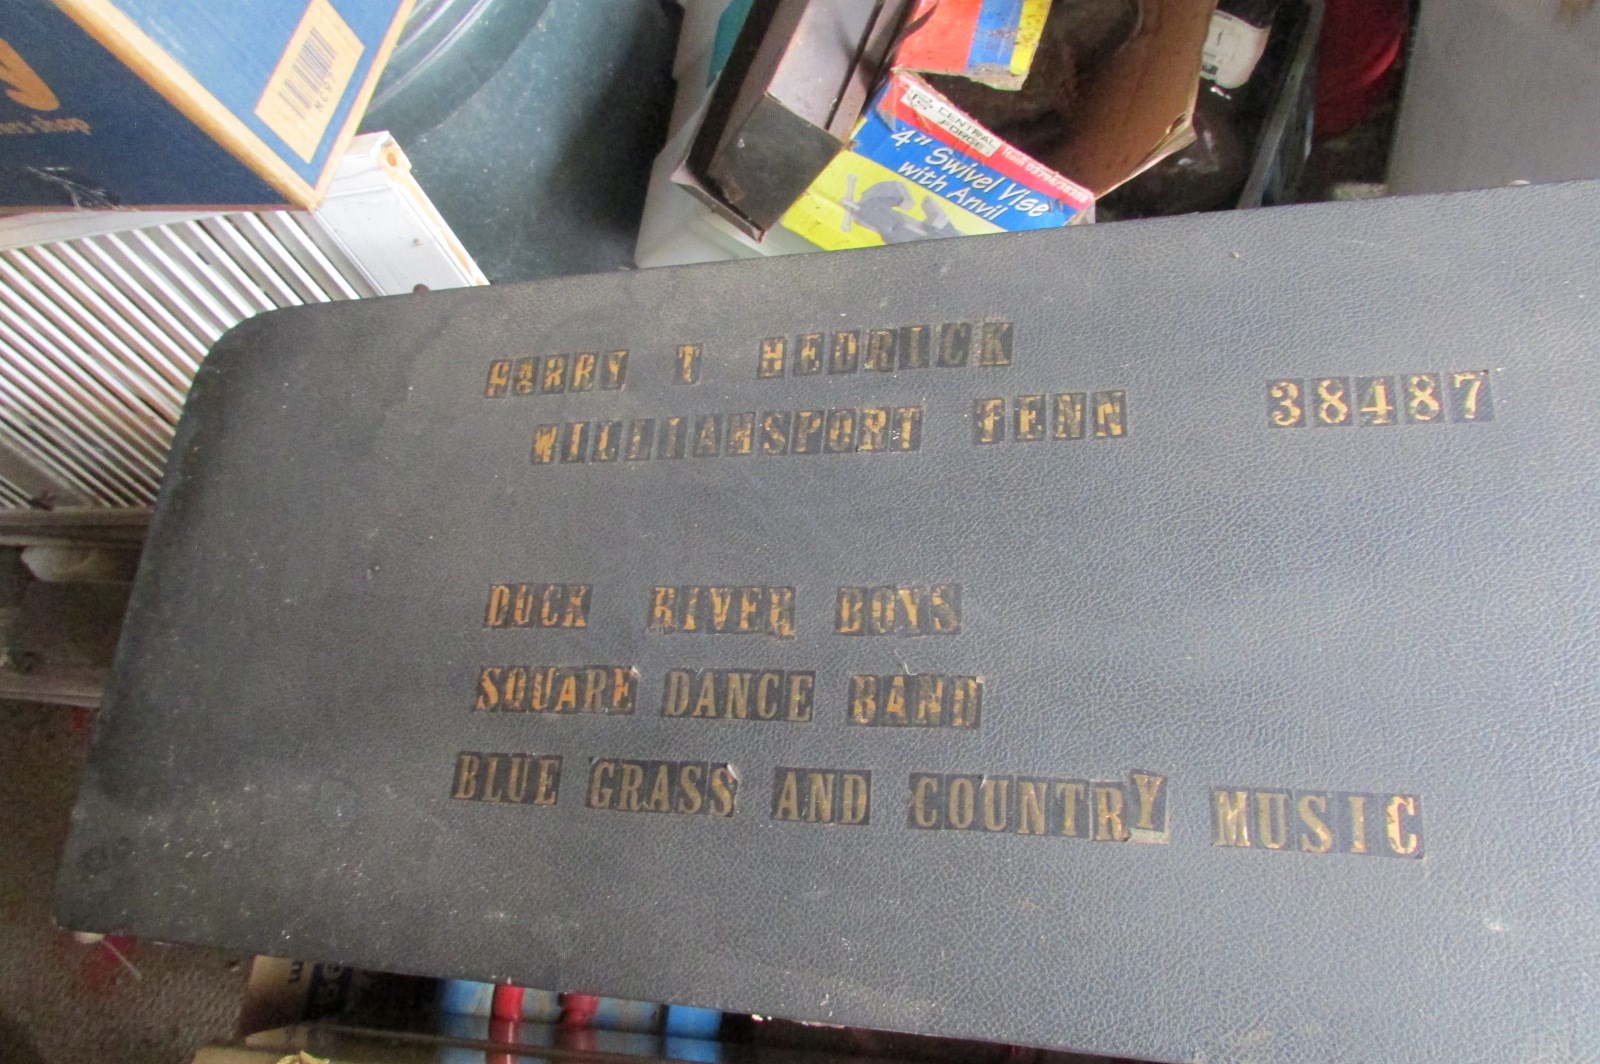 CENTRAL
FORGE
4" Swivel Vise
with Anvil
T HEDRICK
WILLIAMSPORT TENN 38487
DUCK RIVER BOYS
SQUARE DANCE BAND
BLUE GRASS AND COUNTRY MUSIC